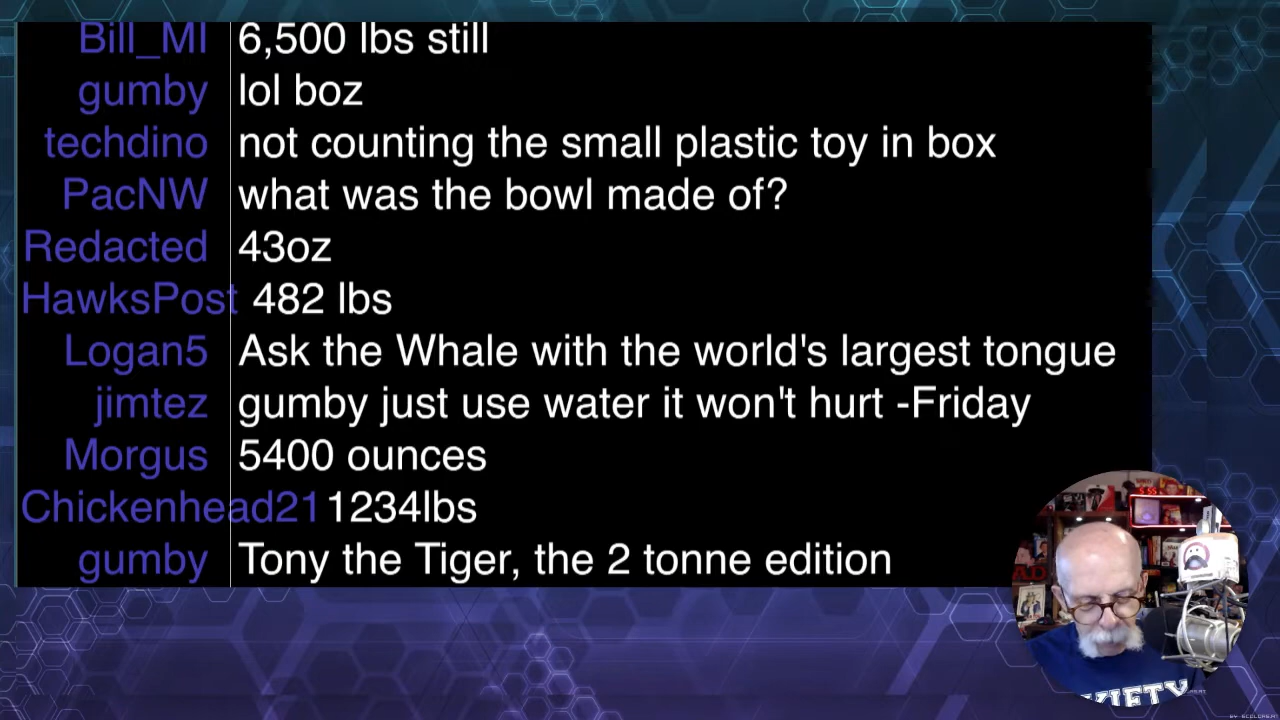 Bill_MI 6,500 lbs still
gumby lol boz
techdino not counting the small plastic toy in box
PacNW what was the bowl made of?
Redacted 43oz
HawksPost 482 lbs
Logan5 Ask the Whale with the world's largest tongue
jimtez gumby just use water it won't hurt -Friday
Morgus 5400 ounces
Chickenhead21 1234lbs
gumby Tony the Tiger, the 2 tonne edition